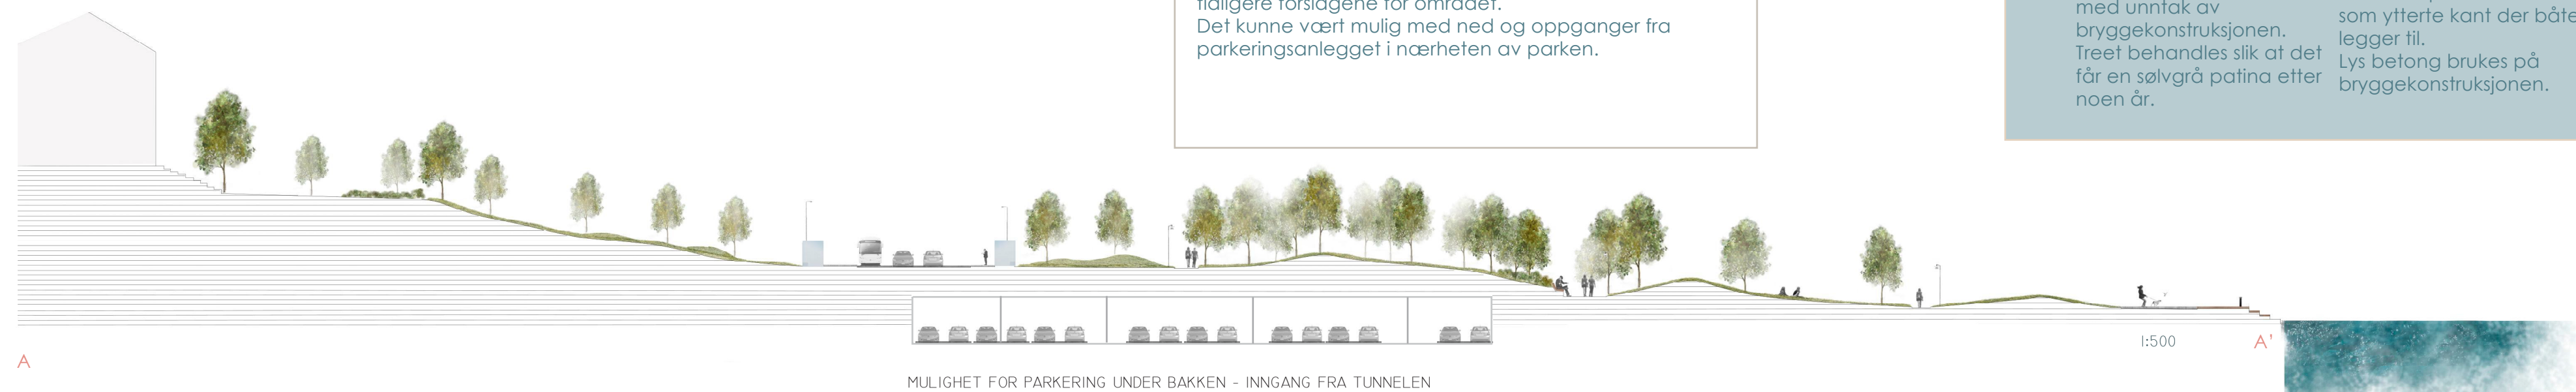 tidligere forslagene for området.
Det kunne vært mulig med ned og oppganger fra
parkeringsanlegget i nærheten av parken.
med unntak av
bryggekonstruksjonen.
Treet behandles slik at det
får en sølvgrå patina etter
noen år.
som ytterte kant der båte
legger til.
Lys betong brukes på
bryggekonstruksjonen.
1:500
A'
A
MULIGHET FOR PARKERING UNDER BAKKEN - INNGANG FRA TUNNELEN